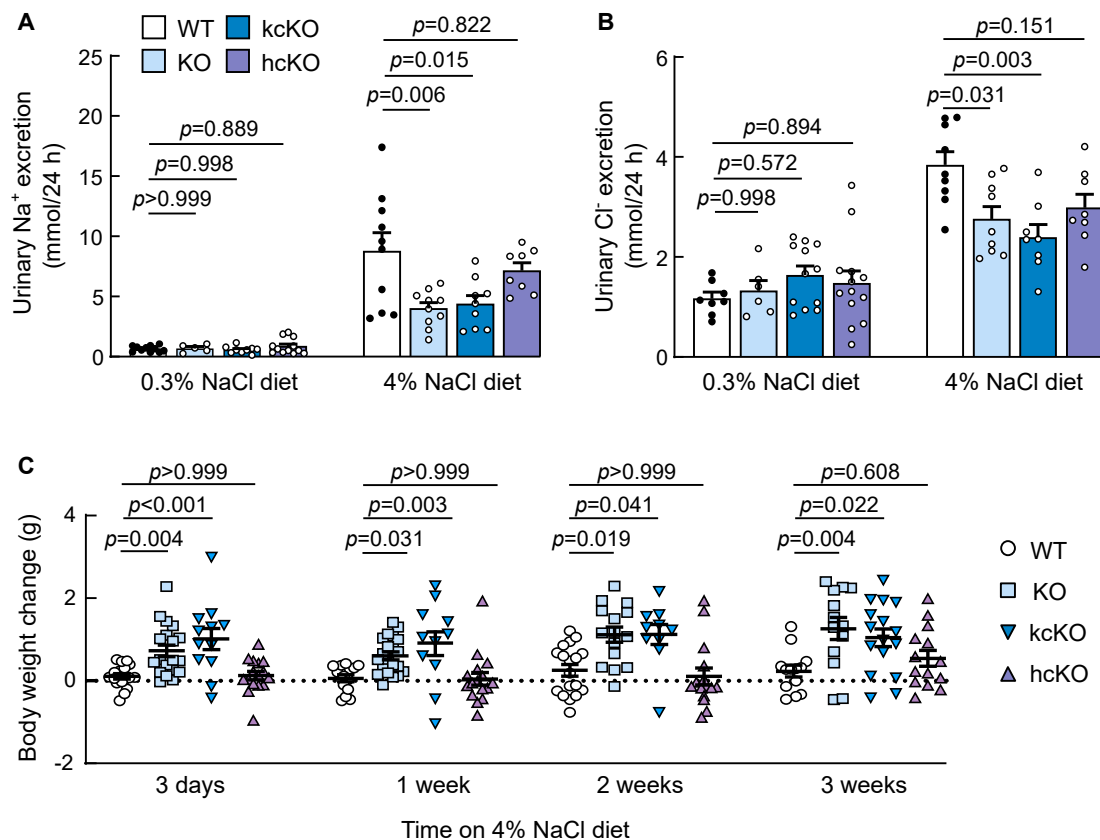 A
WT
kcKO
KO
hcKO
Urinary Na⁺ excretion
(mmol/24 h)
25
20
15
10
5
0
p=0.822
p=0.015
p=0.006
p=0.889
p=0.998
p>0.999
0.3% NaCl diet
4% NaCl diet
B
Urinary Cl⁻ excretion
(mmol/24 h)
6
4
2
0
p=0.151
p=0.003
p=0.031
p=0.894
p=0.572
p=0.998
0.3% NaCl diet
4% NaCl diet
C
Body weight change (g)
4
2
0
-2
p>0.999
p<0.001
p=0.004
p>0.999
p=0.003
p=0.031
p>0.999
p=0.041
p=0.019
p=0.608
p=0.022
p=0.004
WT
KO
kcKO
hcKO
3 days
1 week
2 weeks
3 weeks
Time on 4% NaCl diet